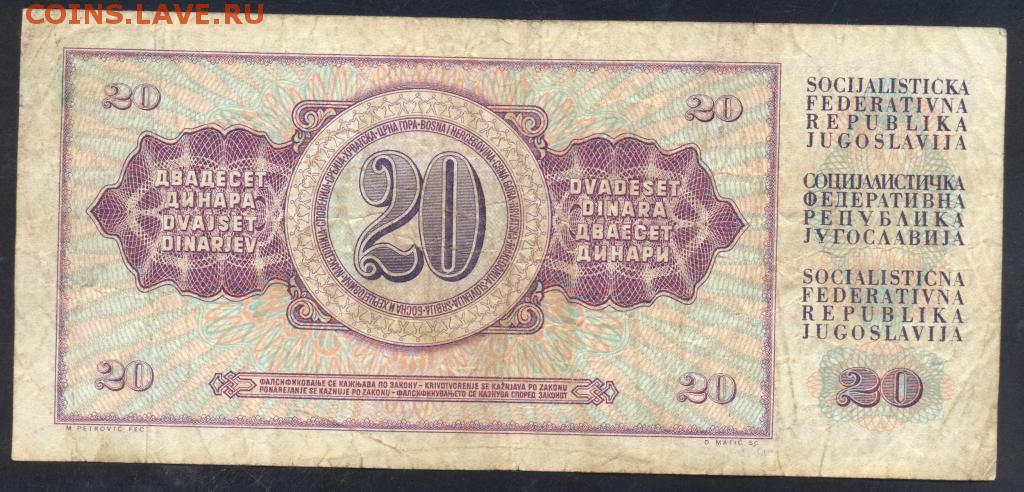 COINS.LAVE.RU
20
20
SOCIJALISTIČKA
FEDERATIVNA
REPUBLIKA
JUGOSLAVIJA
ДВАДЕСЕТ
ДИНАРА
DVAJSET
DINARJEV
20
DVADESET
DINARA
ДВАЕСЕТ
ДИНАРИ
СОЦИЈАЛИСТИЧКА
ФЕДЕРАТИВНА
РЕПУБЛИКА
ЈУГОСЛАВИЈА
SOCIALISTIČNA
FEDERATIVNA
REPUBLIKA
JUGOSLAVIJA
20
20
20
ФАЛСИФИКОВАЊЕ СЕ КАЖЊАВА ПО ЗАКОНУ - KRIVOTVORENJE SE KAŽNJAVA PO ZAKONU
PONAREJANJE SE KAZNUJE PO ZAKONU - ФАЛСИФИКУВАЊЕТО СЕ КАЗНУВА СПОРЕД ЗАКОНОТ
M. PETROVIĆ FEC.
D. MATIĆ SC.